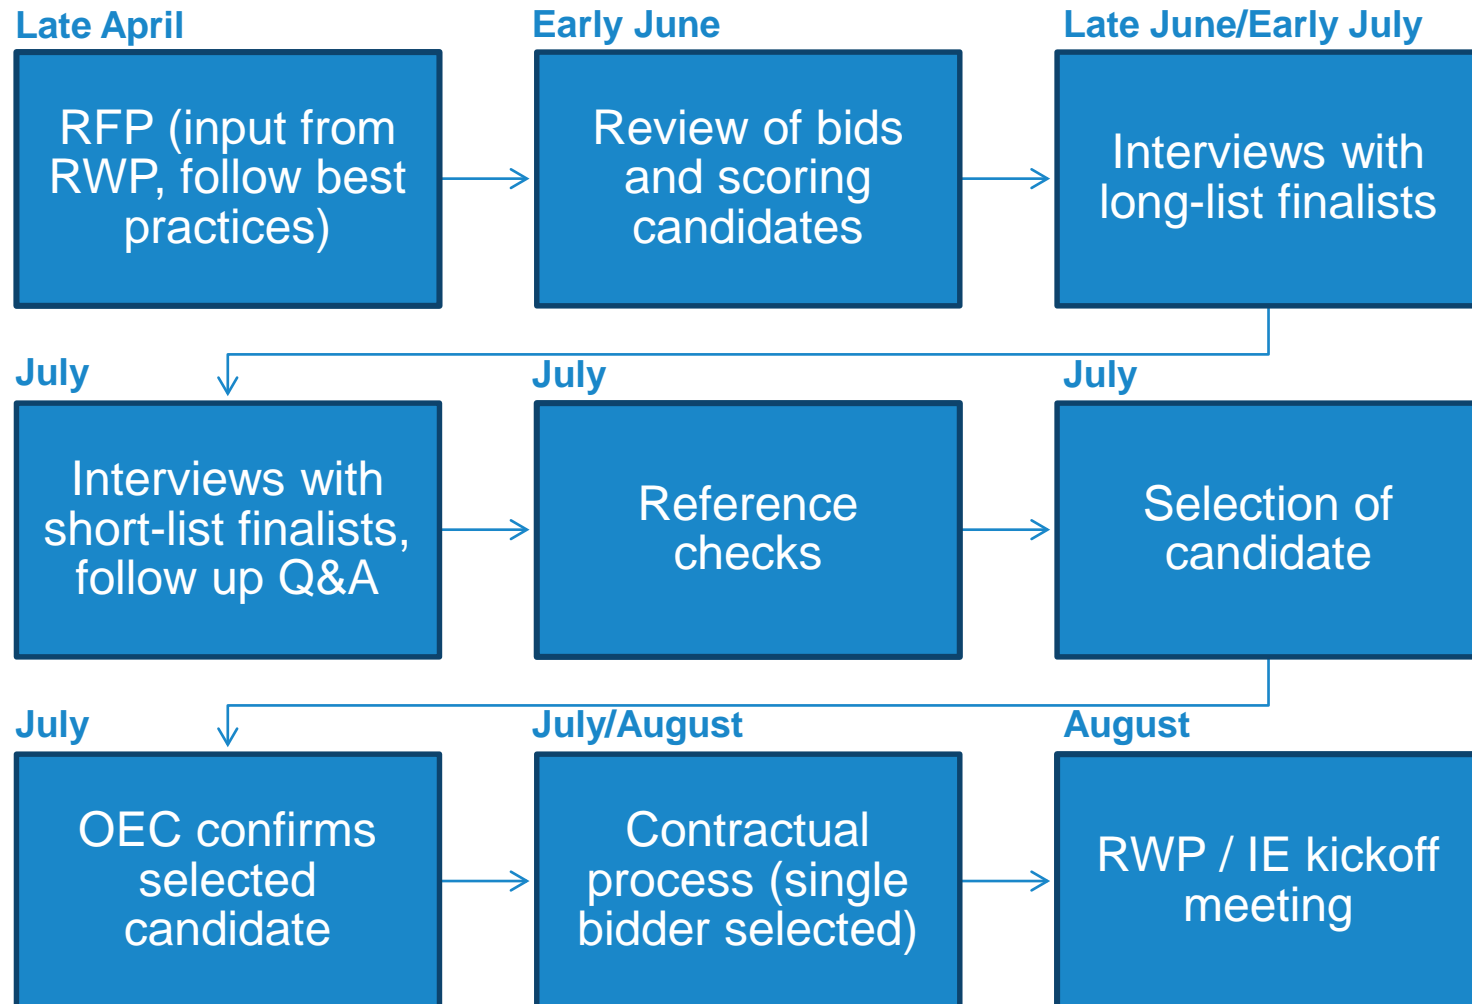 Late April
RFP (input from
RWP, follow best
practices)
Early June
Review of bids
and scoring
candidates
Late June/Early July
Interviews with
long-list finalists
July
Interviews with
short-list finalists,
follow up Q&A
July
Reference
checks
July
Selection of
candidate
July
OEC confirms
selected
candidate
July/August
Contractual
process (single
bidder selected)
August
RWP / IE kickoff
meeting